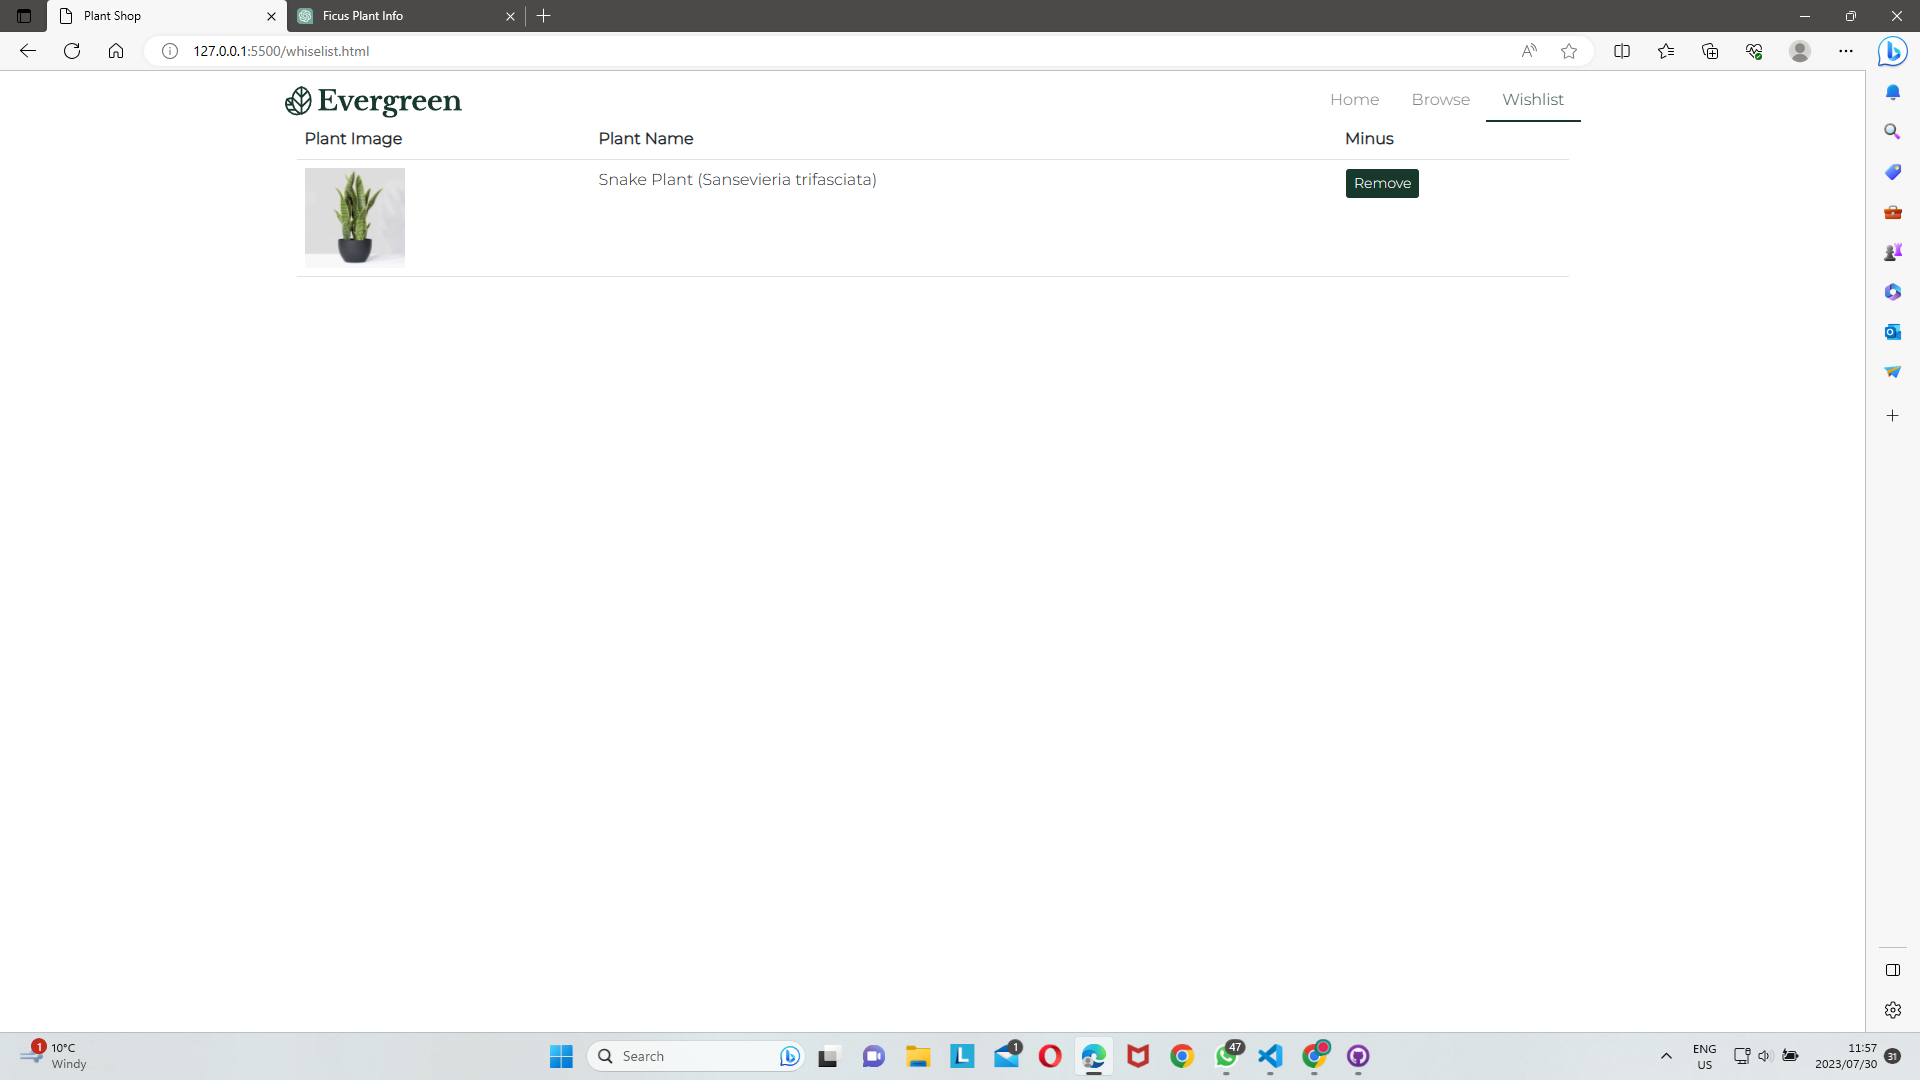 Plant Shop
Ficus Plant Info
127.0.0.1:5500/whiselist.html
Evergreen
Home
Browse
Wishlist
Plant Image
Plant Name
Minus
Snake Plant (Sansevieria trifasciata)
Remove
1
10°C
Windy
Search
L
1
47
ENG
US
11:57
2023/07/30
31